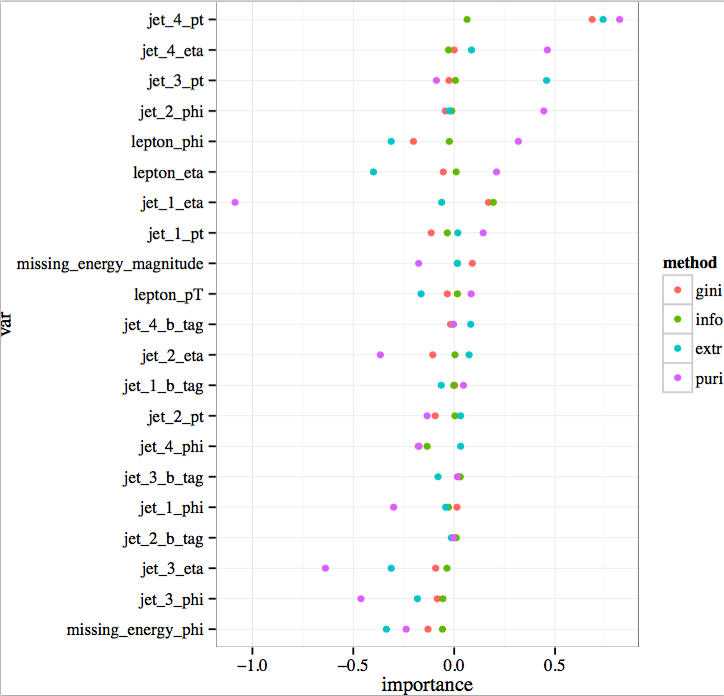 jet_4_pt
jet_4_eta
jet_3_pt
jet_2_phi
lepton_phi
lepton_eta
jet_1_eta
jet_1_pt
missing_energy_magnitude
lepton_pT
jet_4_b_tag
jet_2_eta
jet_1_b_tag
jet_2_pt
jet_4_phi
jet_3_b_tag
jet_1_phi
jet_2_b_tag
jet_3_eta
jet_3_phi
missing_energy_phi
var
−1.0 −0.5 0.0 0.5
importance
method
gini
info
extr
puri